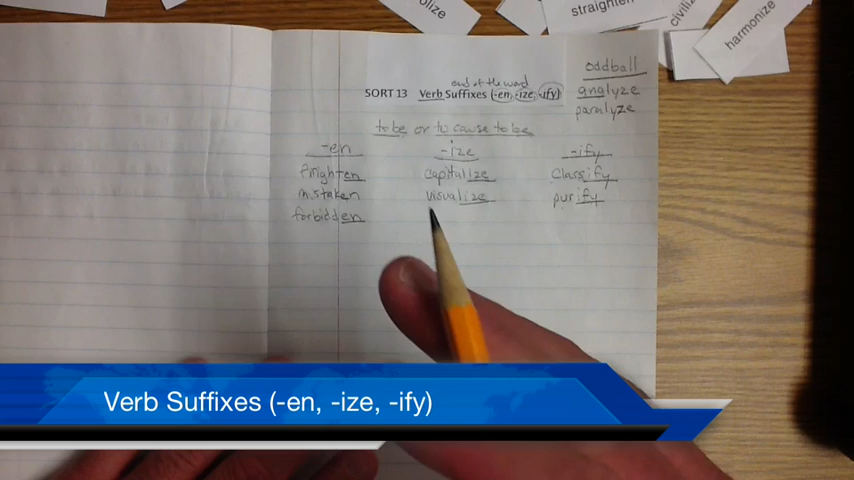 olize
straighten
civiliz
harmonize
oddball
analyze
paralyze
end of the word
SORT 13 Verb Suffixes (-en, -ize, -ify)
to be or to cause to be
-en -ize -ify
frighten capitalize Classify
mistaken visualize purify
forbidden
Verb Suffixes (-en, -ize, -ify)